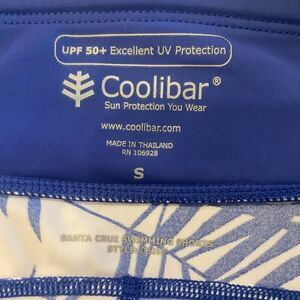 UPF 50+ Excellent UV Protection
Coolibar®
Sun Protection You Wear
www.coolibar.com
MADE IN THAILAND
RN 106928
S
SANTA CRUZ SWIMMING SHORTS
STYLE